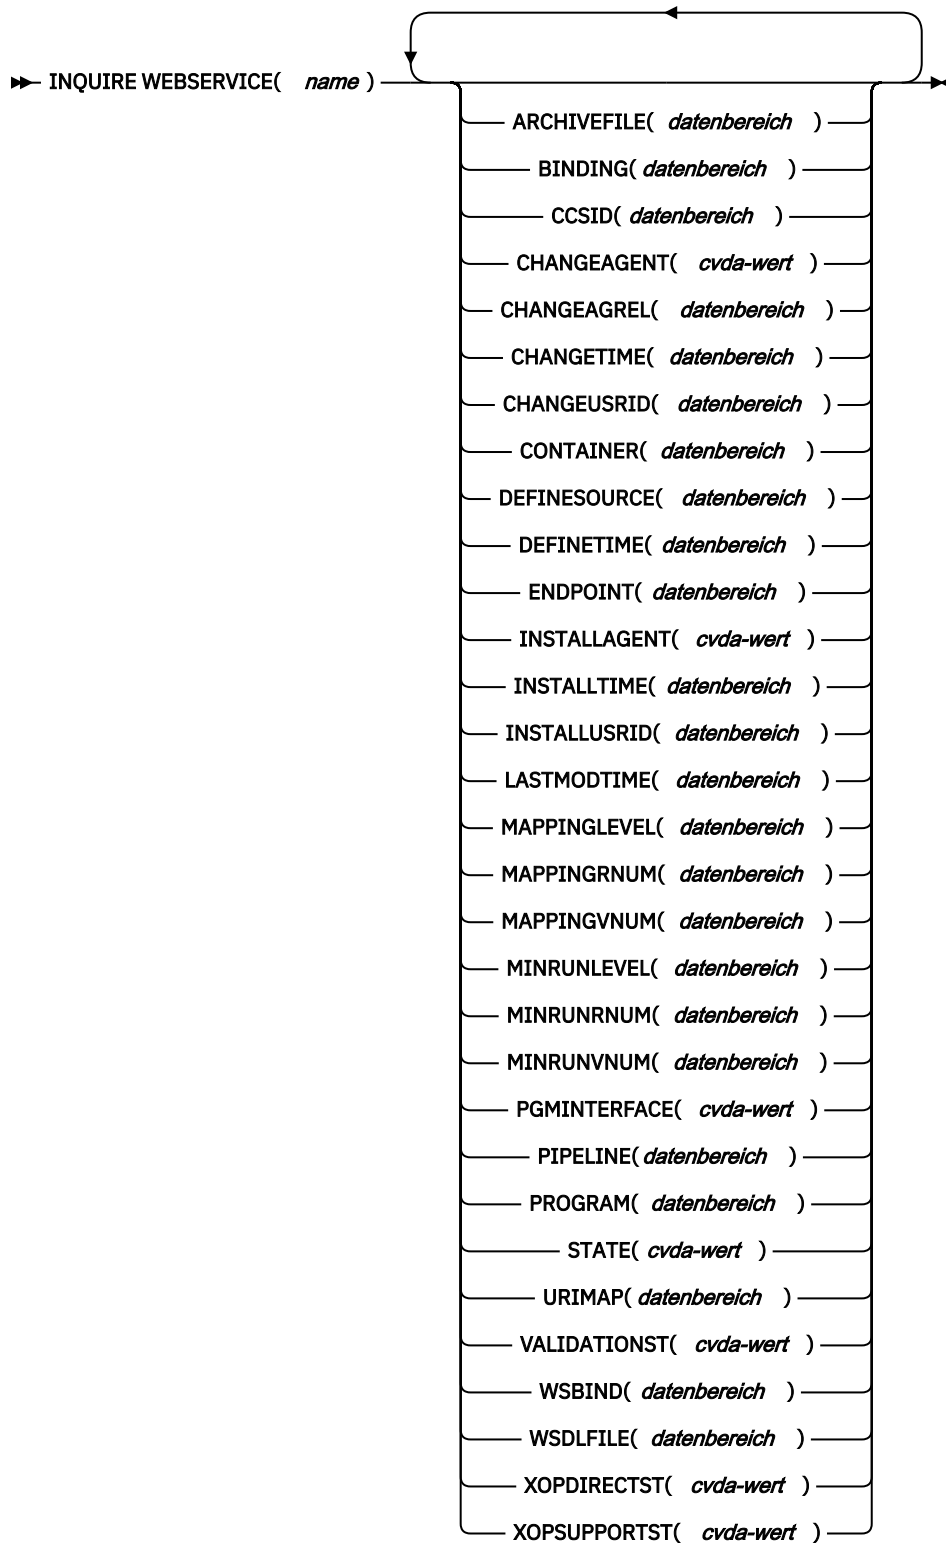 INQUIRE WEBSERVICE( name )
ARCHIVEFILE( datenbereich )
BINDING( datenbereich )
CCSID( datenbereich )
CHANGEAGENT( cvda-wert )
CHANGEAGREL( datenbereich )
CHANGETIME( datenbereich )
CHANGEUSRID( datenbereich )
CONTAINER( datenbereich )
DEFINESOURCE( datenbereich )
DEFINETIME( datenbereich )
ENDPOINT( datenbereich )
INSTALLAGENT( cvda-wert )
INSTALLTIME( datenbereich )
INSTALLUSRID( datenbereich )
LASTMODTIME( datenbereich )
MAPPINGLEVEL( datenbereich )
MAPPINGRNUM( datenbereich )
MAPPINGVNUM( datenbereich )
MINRUNLEVEL( datenbereich )
MINRUNRNUM( datenbereich )
MINRUNVNUM( datenbereich )
PGMINTERFACE( cvda-wert )
PIPELINE( datenbereich )
PROGRAM( datenbereich )
STATE( cvda-wert )
URIMAP( datenbereich )
VALIDATIONST( cvda-wert )
WSBIND( datenbereich )
WSDLFILE( datenbereich )
XOPDIRECTST( cvda-wert )
XOPSUPPORTST( cvda-wert )